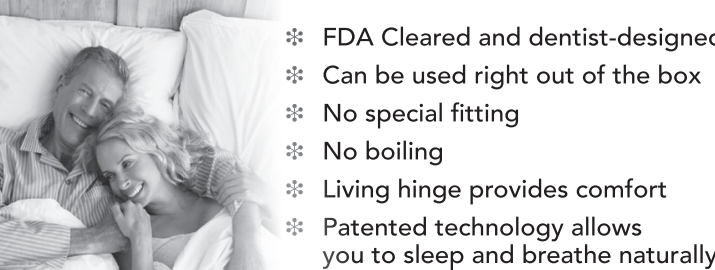 FDA Cleared and dentist-designed
Can be used right out of the box
No special fitting
No boiling
Living hinge provides comfort
Patented technology allows
you to sleep and breathe naturally